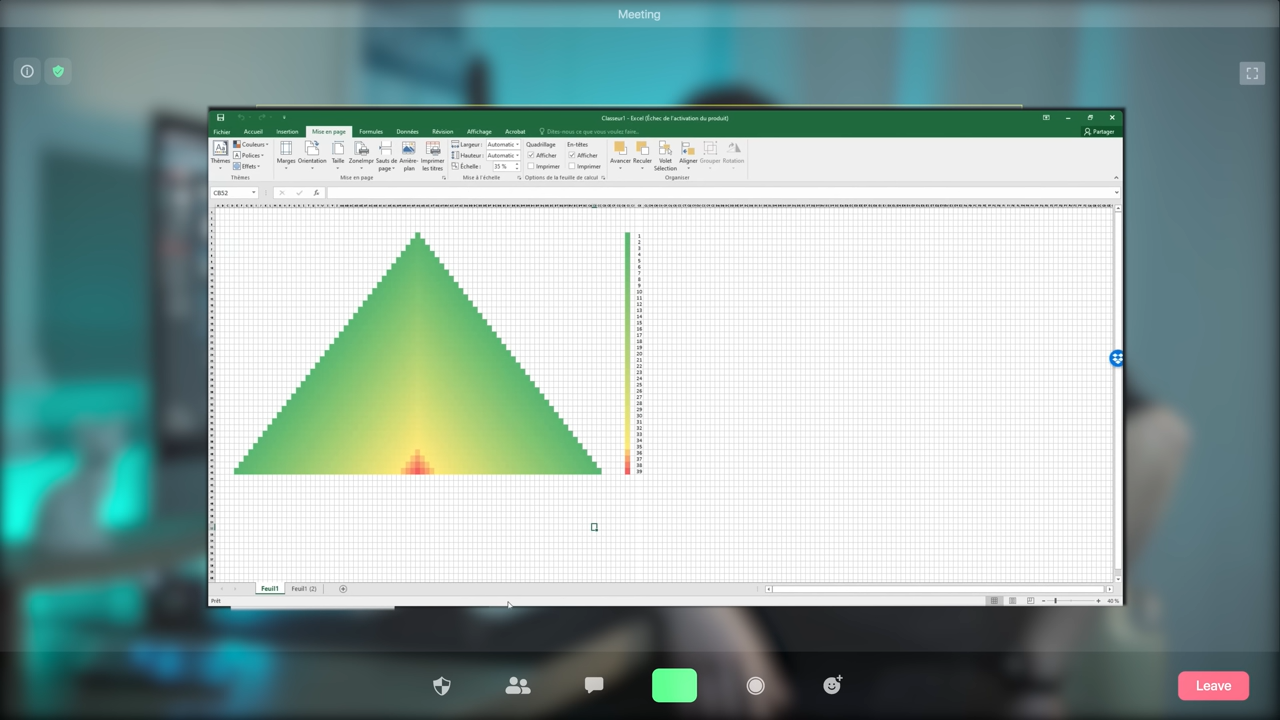 Meeting
Classeur1 - Excel (Échec de l'activation du produit)
Fichier Accueil Insertion Mise en page Formules Données Révision Affichage Acrobat Dites-nous ce que vous voulez faire... Partager
Thèmes
Couleurs
Polices
Effets
Thèmes
Marges Orientation Taille ZoneImpr Sauts de page Arrière-plan Imprimer les titres
Mise en page
Largeur : Automatic
Hauteur : Automatic
Échelle : 35 %
Mise à l'échelle
Quadrillage En-têtes
Afficher Afficher
Imprimer Imprimer
Options de la feuille de calcul
Avancer Reculer Volet Sélection Aligner Grouper Rotation
Organiser
CB52
fx
1
2
3
4
5
6
7
8
9
10
11
12
13
14
15
16
17
18
19
20
21
22
23
24
25
26
27
28
29
30
31
32
33
34
35
36
37
38
39
Feuil1 Feuil1 (2)
Prêt
40 %
Leave